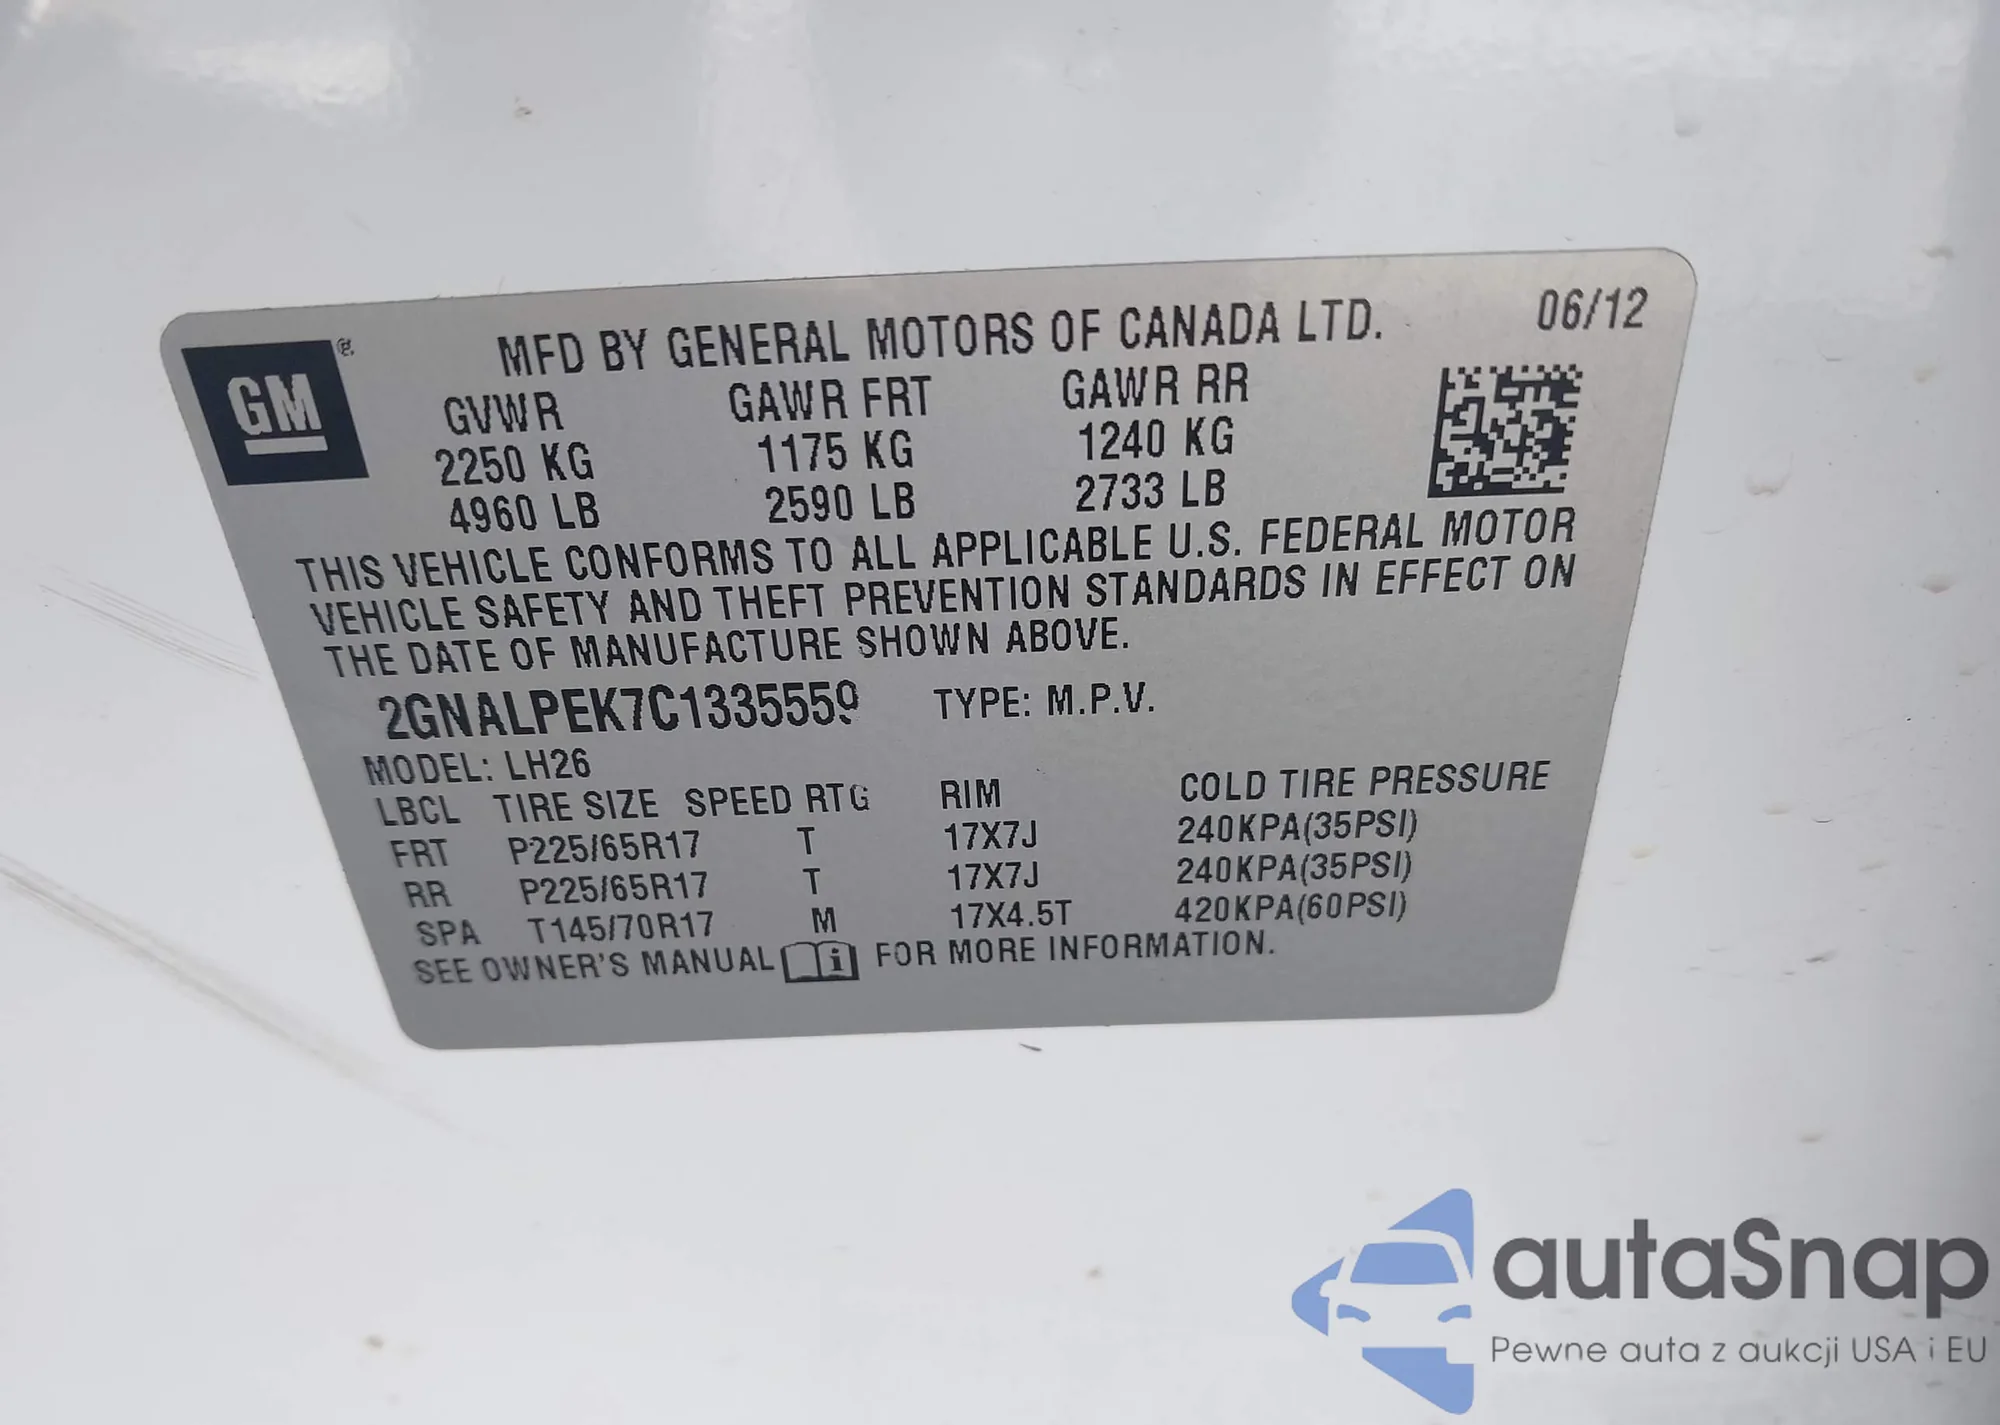 GM ®
MFD BY GENERAL MOTORS OF CANADA LTD. 06/12
GVWR GAWR FRT GAWR RR
2250 KG 1175 KG 1240 KG
4960 LB 2590 LB 2733 LB
THIS VEHICLE CONFORMS TO ALL APPLICABLE U.S. FEDERAL MOTOR
VEHICLE SAFETY AND THEFT PREVENTION STANDARDS IN EFFECT ON
THE DATE OF MANUFACTURE SHOWN ABOVE.
2GNALPEK7C1335559 TYPE: M.P.V.
MODEL: LH26
LBCL TIRE SIZE SPEED RTG RIM COLD TIRE PRESSURE
FRT P225/65R17 T 17X7J 240KPA(35PSI)
RR P225/65R17 T 17X7J 240KPA(35PSI)
SPA T145/70R17 M 17X4.5T 420KPA(60PSI)
SEE OWNER'S MANUAL i FOR MORE INFORMATION.
autaSnap
Pewne auta z aukcji USA i EU